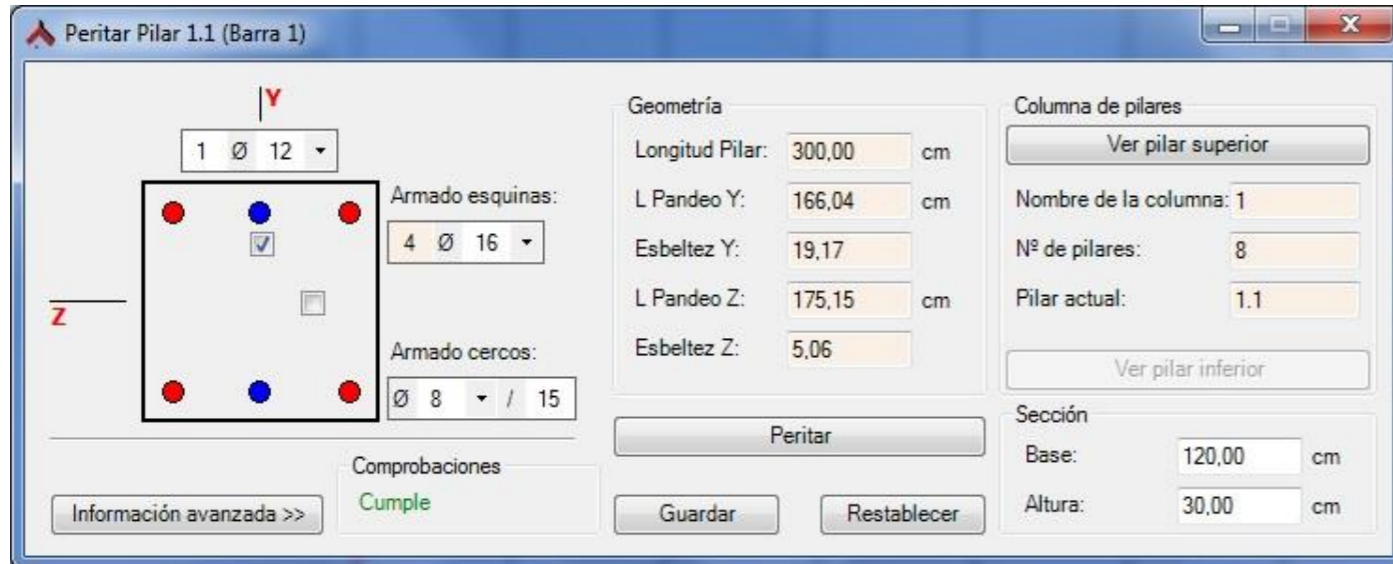 Peritar Pilar 1.1 (Barra 1)
Y
1 Ø 12
Armado esquinas:
4 Ø 16
Z
Armado cercos:
Ø 8 / 15
Comprobaciones
Cumple
Información avanzada >>
Geometría
Longitud Pilar: 300,00 cm
L Pandeo Y: 166,04 cm
Esbeltez Y: 19,17
L Pandeo Z: 175,15 cm
Esbeltez Z: 5,06
Peritar
Guardar
Restablecer
Columna de pilares
Ver pilar superior
Nombre de la columna: 1
Nº de pilares: 8
Pilar actual: 1.1
Ver pilar inferior
Sección
Base: 120,00 cm
Altura: 30,00 cm